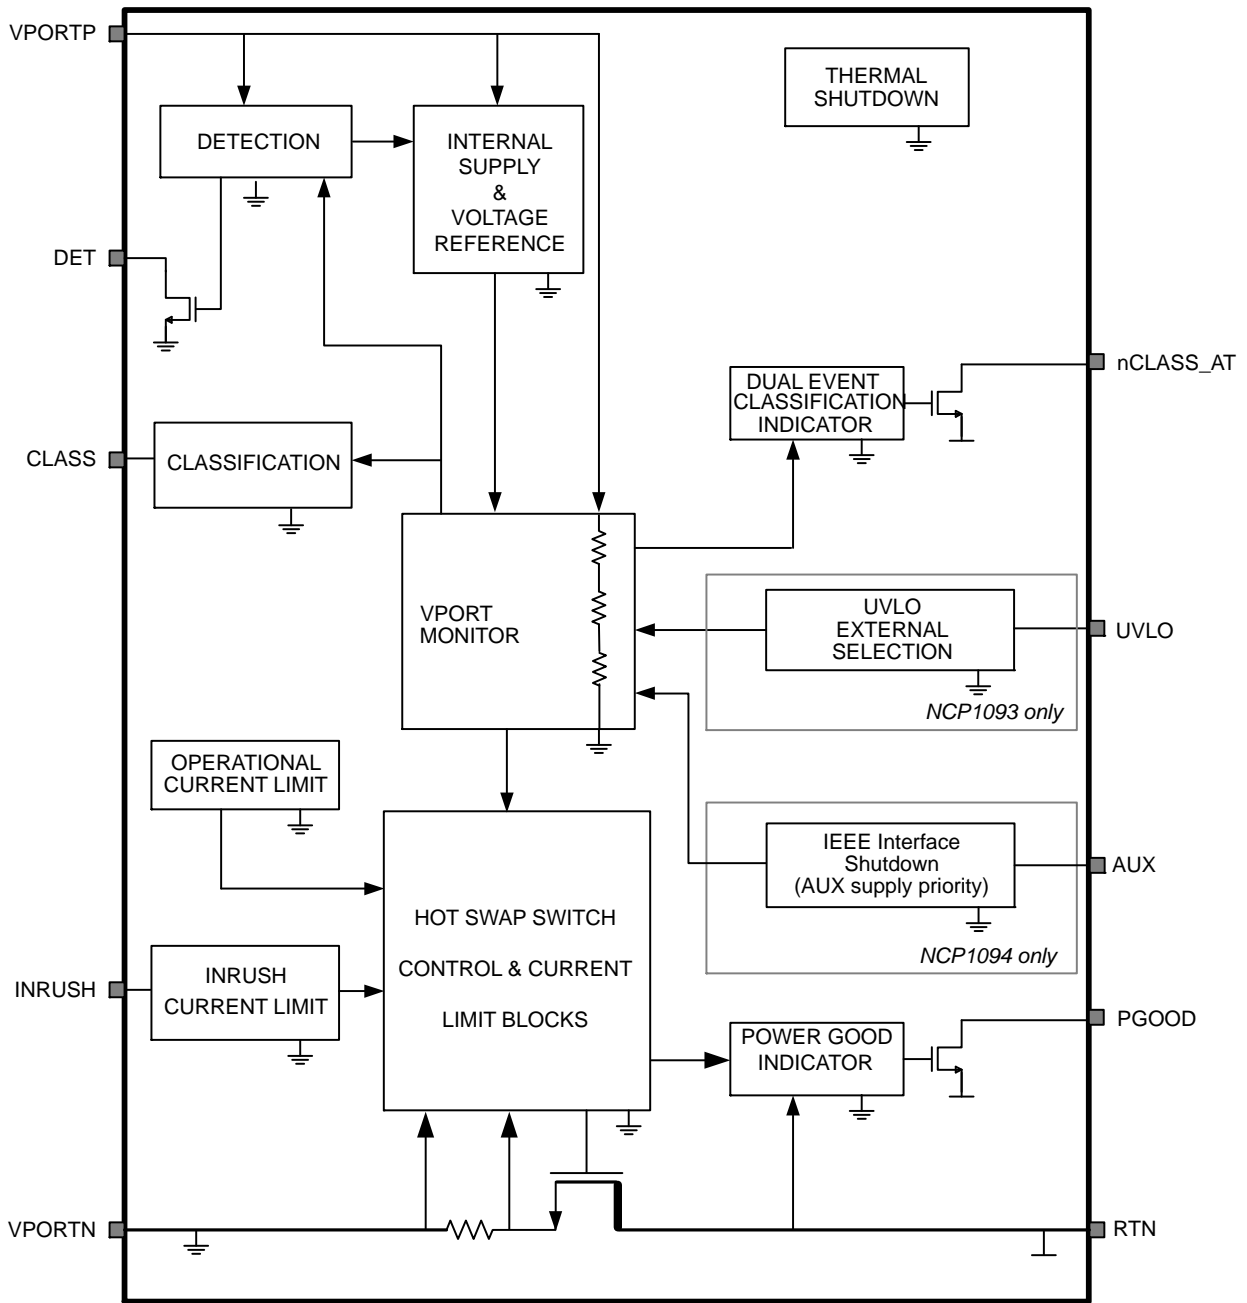 VPORTP
THERMAL
SHUTDOWN
DETECTION
INTERNAL
SUPPLY
&
VOLTAGE
REFERENCE
DET
nCLASS_AT
DUAL EVENT
CLASSIFICATION
INDICATOR
CLASS
CLASSIFICATION
VPORT
MONITOR
UVLO
EXTERNAL
SELECTION
UVLO
NCP1093 only
OPERATIONAL
CURRENT LIMIT
IEEE Interface
Shutdown
(AUX supply priority)
AUX
NCP1094 only
HOT SWAP SWITCH
CONTROL & CURRENT
LIMIT BLOCKS
INRUSH
INRUSH
CURRENT LIMIT
PGOOD
POWER GOOD
INDICATOR
VPORTN
RTN